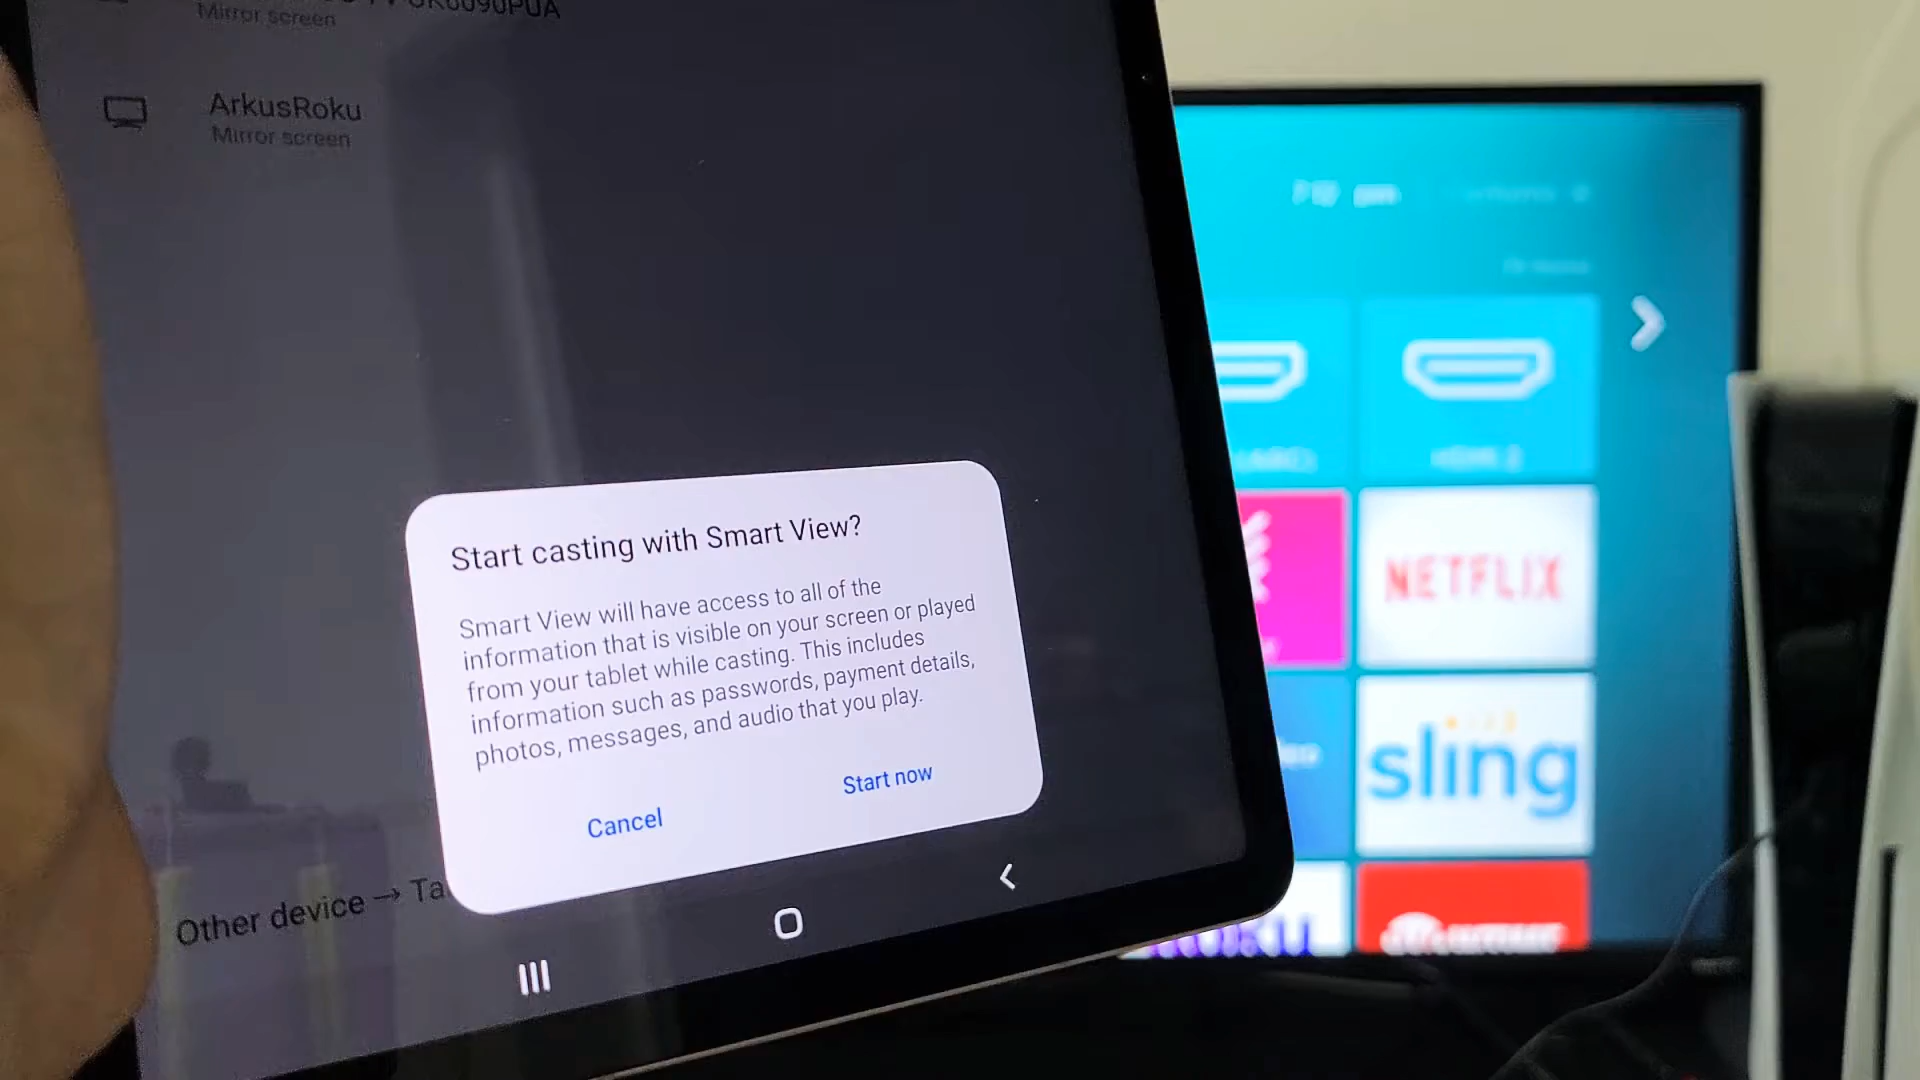 Mirror screen
ArkusRoku
Mirror screen
Start casting with Smart View?
Smart View will have access to all of the
information that is visible on your screen or played
from your tablet while casting. This includes
information such as passwords, payment details,
photos, messages, and audio that you play.
Cancel
Start now
Other device → Ta
pm
NETFLIX
sling